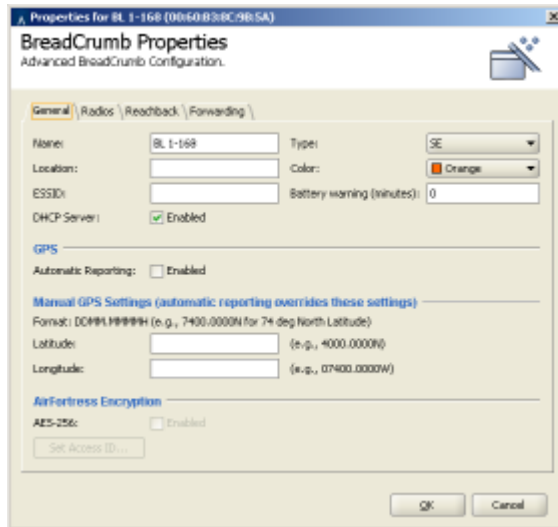 Properties for BL 1-168 (00:60:B3:8C:9B:5A)
BreadCrumb Properties
Advanced BreadCrumb Configuration.
General Radios Reachback Forwarding
Name: BL 1-168 Type: SE
Location: Color: Orange
ESSID: Battery warning (minutes): 0
DHCP Server: Enabled
GPS
Automatic Reporting: Enabled
Manual GPS Settings (automatic reporting overrides these settings)
Format: DDMM.MMMMH (e.g., 7400.0000N for 74 deg North Latitude)
Latitude: (e.g., 4000.0000N)
Longitude: (e.g., 07400.0000W)
AirFortress Encryption
AES-256: Enabled
Set Access ID...
OK Cancel